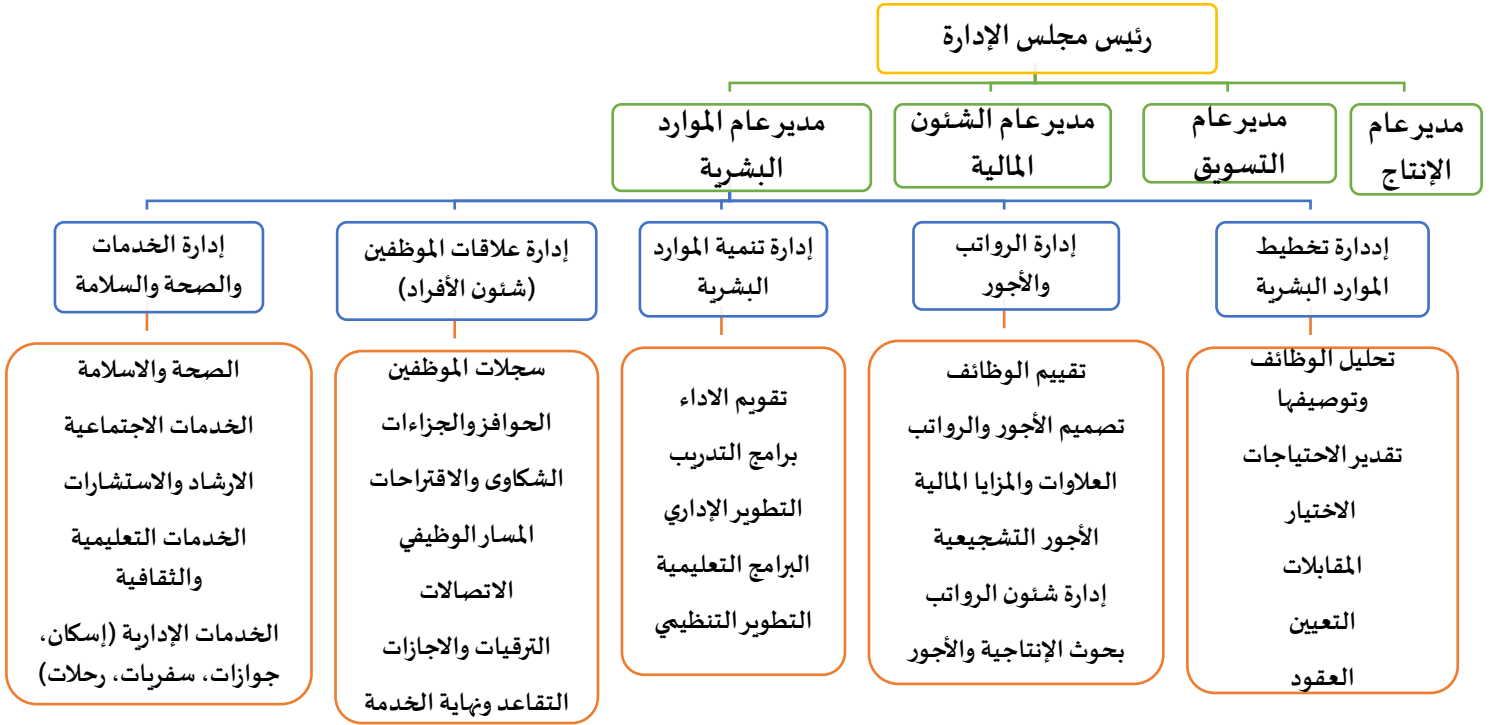 رئيس مجلس الإدارة
مدير عام
الإنتاج
مدير عام
التسويق
مدير عام الشئون
المالية
مدير عام الموارد
البشرية
إددارة تخطيط
الموارد البشرية
إدارة الرواتب
والأجور
إدارة تنمية الموارد
البشرية
إدارة علاقات الموظفين
(شئون الأفراد)
إدارة الخدمات
والصحة والسلامة
تحليل الوظائف
وتوصيفها
تقدير الاحتياجات
الاختيار
المقابلات
التعيين
العقود
تقييم الوظائف
تصميم الأجور والرواتب
العلاوات والمزايا المالية
الأجور التشجيعية
إدارة شئون الرواتب
بحوث الإنتاجية والأجور
تقويم الاداء
برامج التدريب
التطوير الإداري
البرامج التعليمية
التطوير التنظيمي
سجلات الموظفين
الحوافز والجزاءات
الشكاوى والاقتراحات
المسار الوظيفي
الاتصالات
الترقيات والاجازات
التقاعد ونهاية الخدمة
الصحة والاسلامة
الخدمات الاجتماعية
الارشاد والاستشارات
الخدمات التعليمية
والثقافية
الخدمات الإدارية (إسكان،
جوازات، سفريات، رحلات)